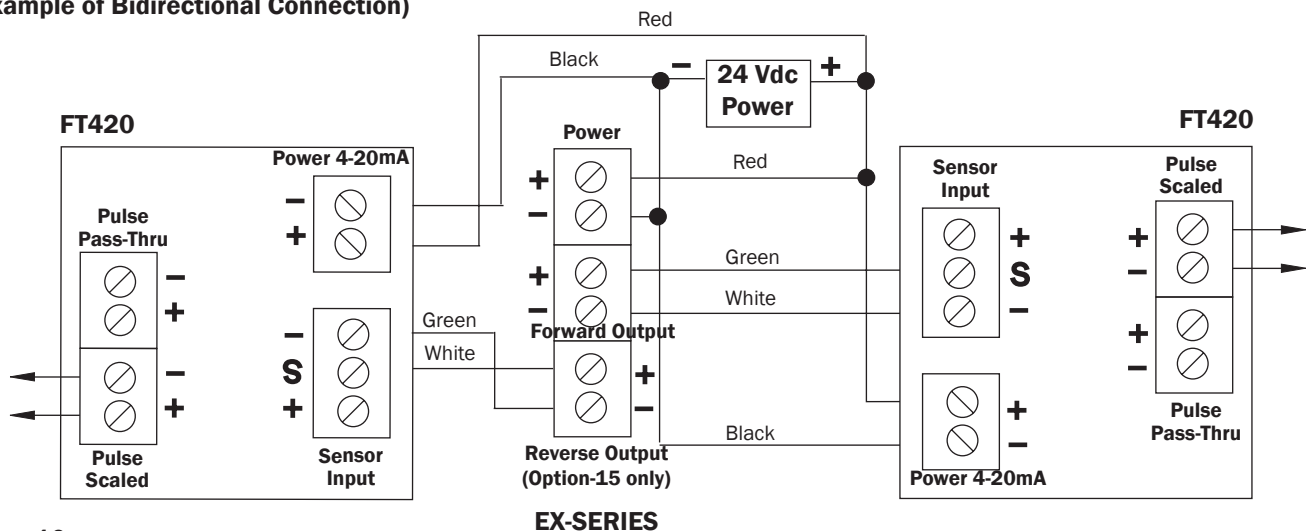 ample of Bidirectional Connection)
Red
Black
− 24 Vdc +
Power
FT420
FT420
Power 4-20mA
−
+
Pulse
Pass-Thru
−
+
−
+
Pulse
Scaled
−
S
+
Sensor
Input
Green
White
Power
+
−
+
−
Forward Output
+
−
Reverse Output
(Option-15 only)
EX-SERIES
Red
Green
White
Black
Sensor
Input
+
S
−
+
−
Power 4-20mA
Pulse
Scaled
+
−
+
−
Pulse
Pass-Thru